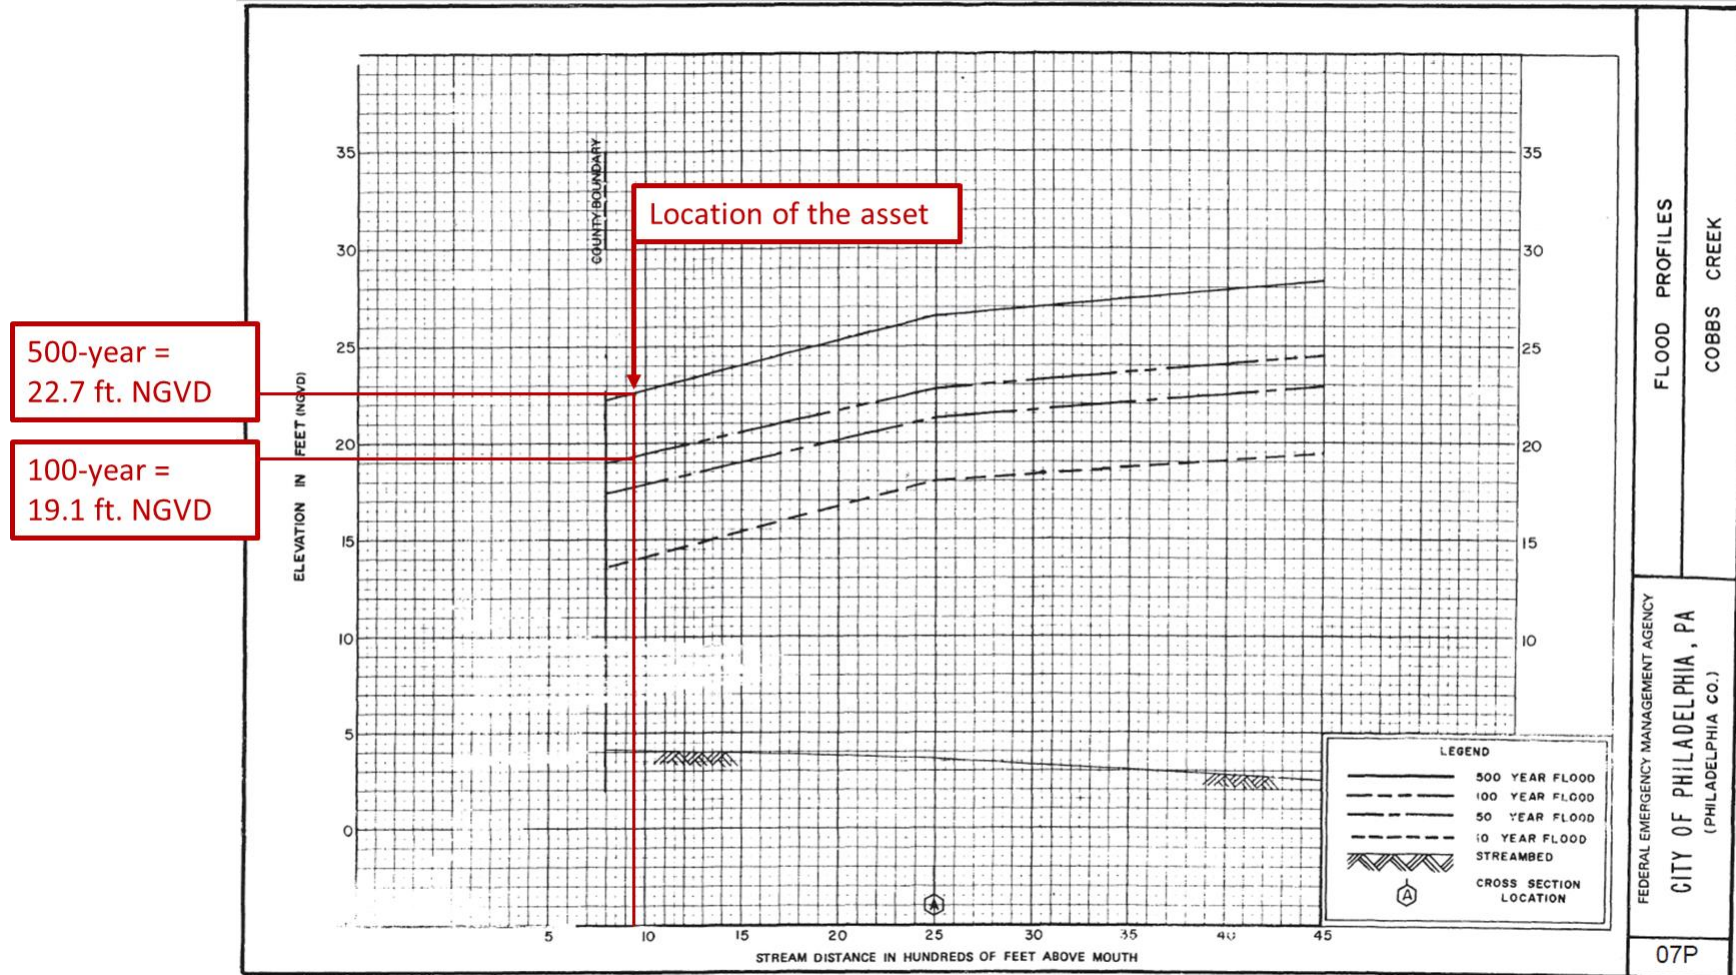 500-year =
22.7 ft. NGVD
100-year =
19.1 ft. NGVD
Location of the asset
COUNTY BOUNDARY
ELEVATION IN FEET (NGVD)
35
30
25
20
15
10
5
0
35
30
25
20
15
10
5
10
15
20
25
30
35
40
45
A
STREAM DISTANCE IN HUNDREDS OF FEET ABOVE MOUTH
LEGEND
500 YEAR FLOOD
100 YEAR FLOOD
50 YEAR FLOOD
10 YEAR FLOOD
STREAMBED
A
CROSS SECTION
LOCATION
FLOOD PROFILES
COBBS CREEK
FEDERAL EMERGENCY MANAGEMENT AGENCY
CITY OF PHILADELPHIA, PA
(PHILADELPHIA CO.)
07P